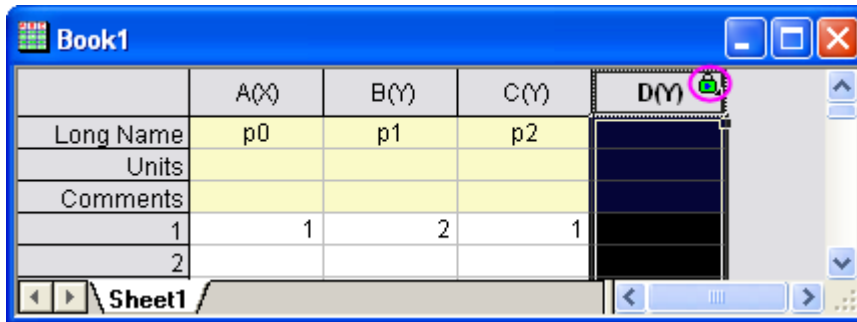 Book1
A(X) B(Y) C(Y) D(Y)
Long Name p0 p1 p2
Units
Comments
1 1 2 1
2
Sheet1